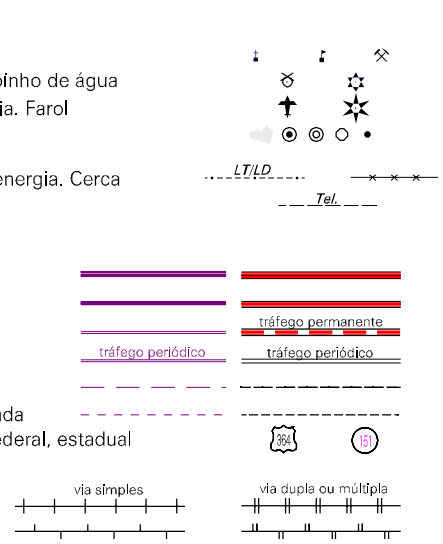 oinho de água
ia. Farol
energia. Cerca
LT/LD
Tel.
tráfego permanente
tráfego periódico tráfego periódico
ada
ederal, estadual 364 151
via simples via dupla ou múltipla